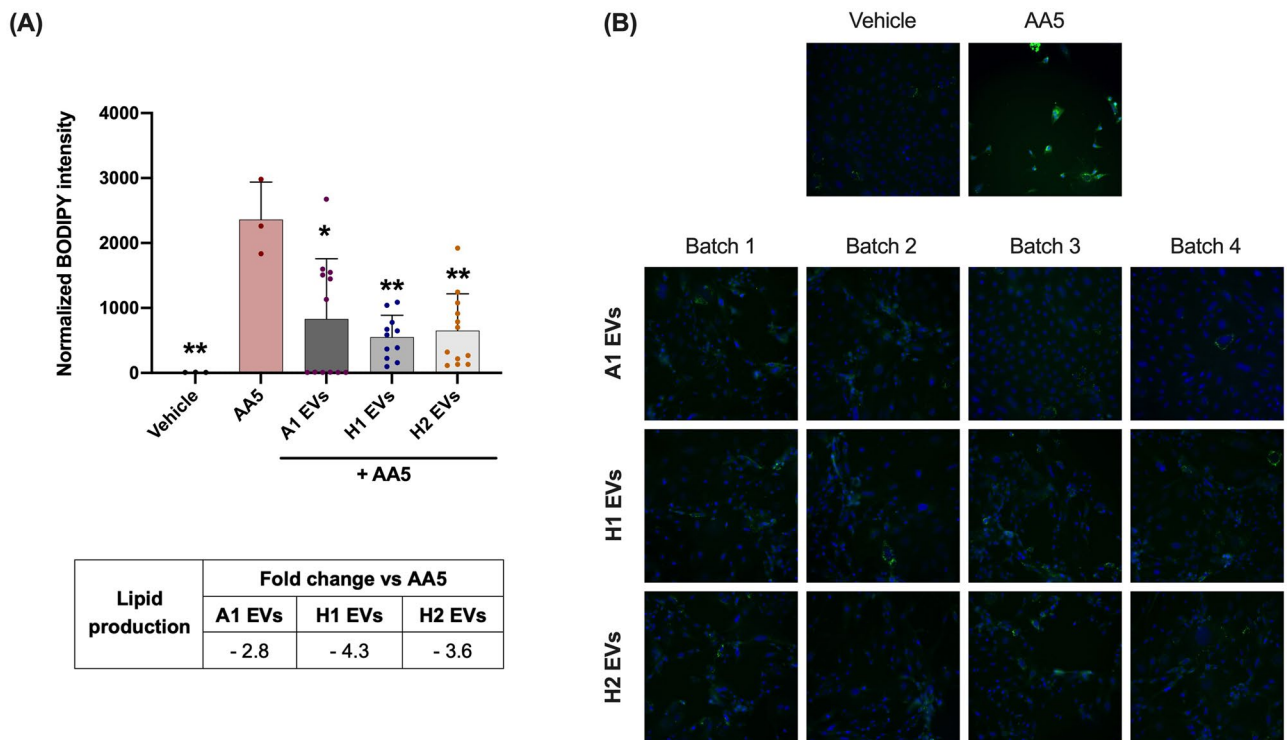 (A)
Normalized BODIPY intensity
4000
3000
2000
1000
0
**
*
**
**
Vehicle
AA5
A1 EVs
H1 EVs
H2 EVs
+ AA5
Lipid production
Fold change vs AA5
A1 EVs H1 EVs H2 EVs
- 2.8 - 4.3 - 3.6
(B)
Vehicle AA5
Batch 1 Batch 2 Batch 3 Batch 4
A1 EVs
H1 EVs
H2 EVs